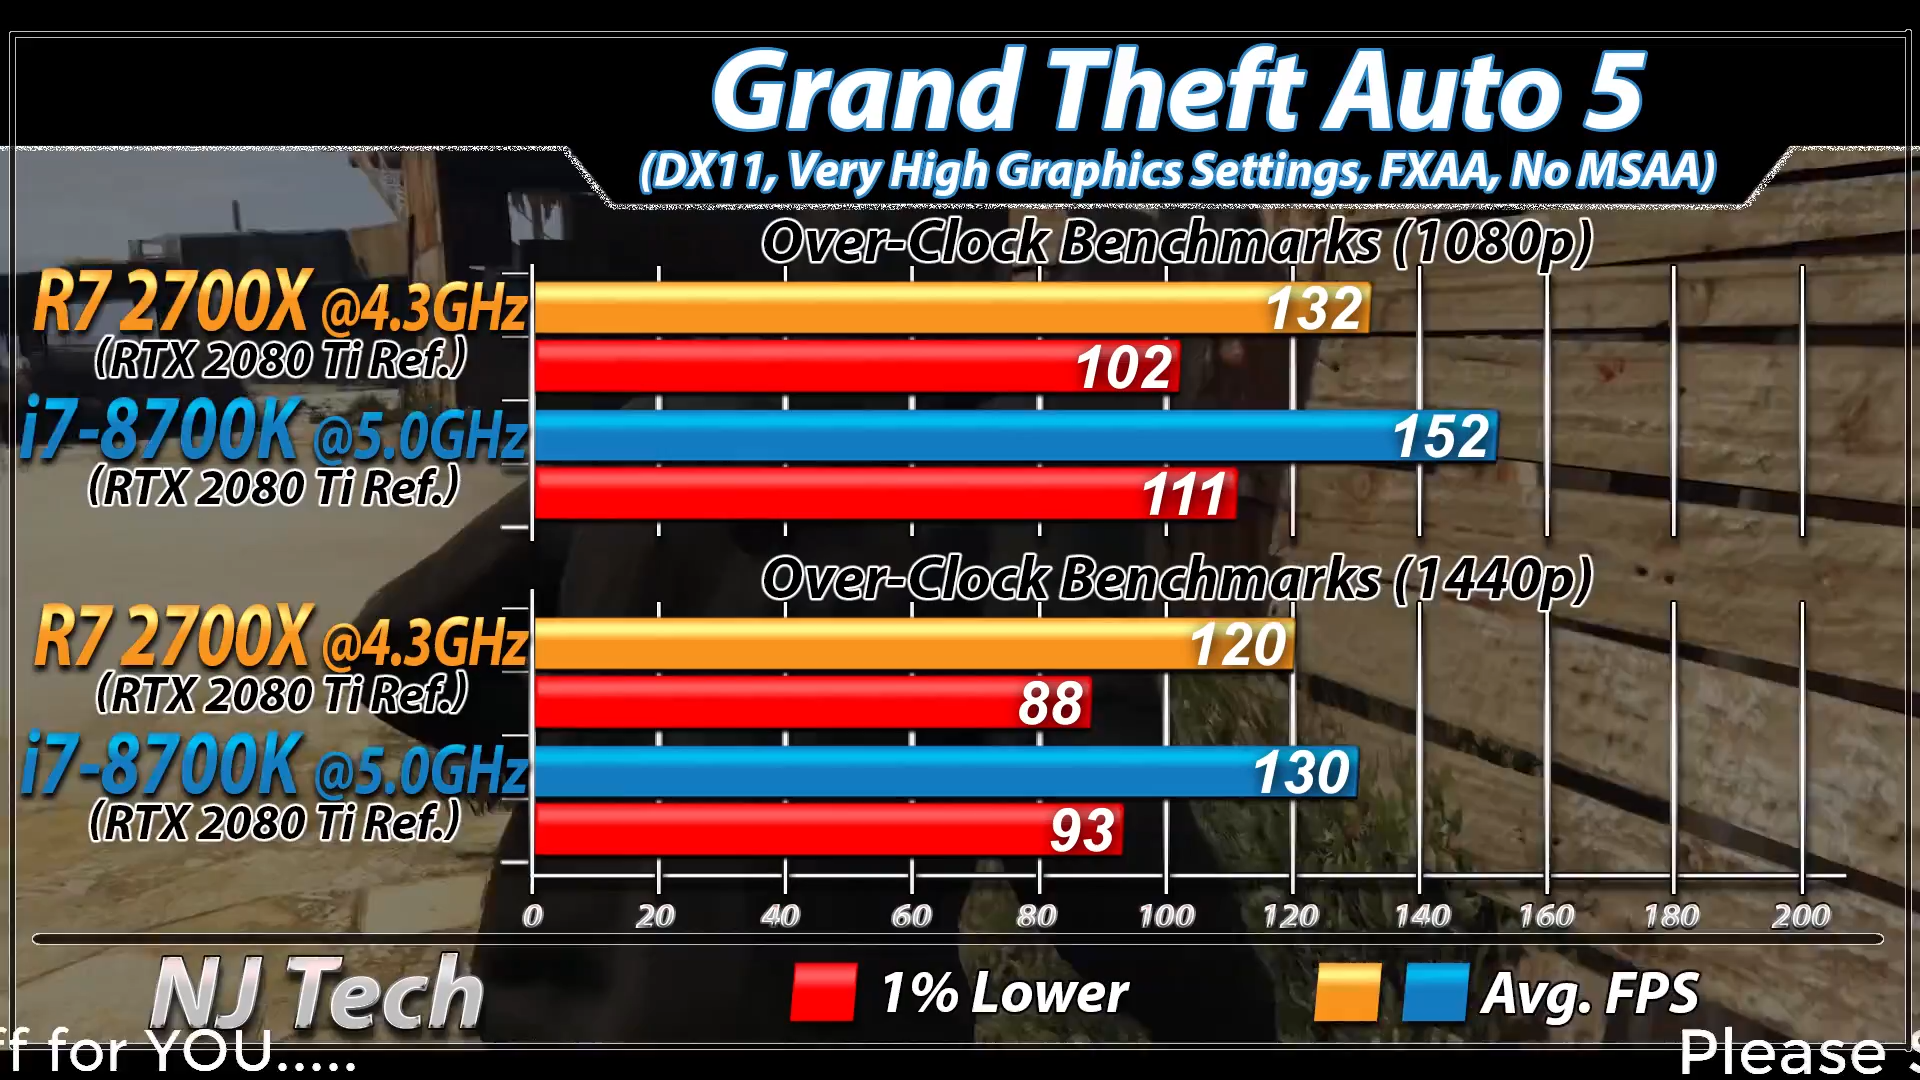 Grand Theft Auto 5
(DX11, Very High Graphics Settings, FXAA, No MSAA)
Over-Clock Benchmarks (1080p)
R7 2700X @4.3GHz
(RTX 2080 Ti Ref.)
132
102
i7-8700K @5.0GHz
(RTX 2080 Ti Ref.)
152
111
Over-Clock Benchmarks (1440p)
R7 2700X @4.3GHz
(RTX 2080 Ti Ref.)
120
88
i7-8700K @5.0GHz
(RTX 2080 Ti Ref.)
130
93
0 20 40 60 80 100 120 140 160 180 200
NJ Tech
1% Lower
Avg. FPS
for YOU.....
Please